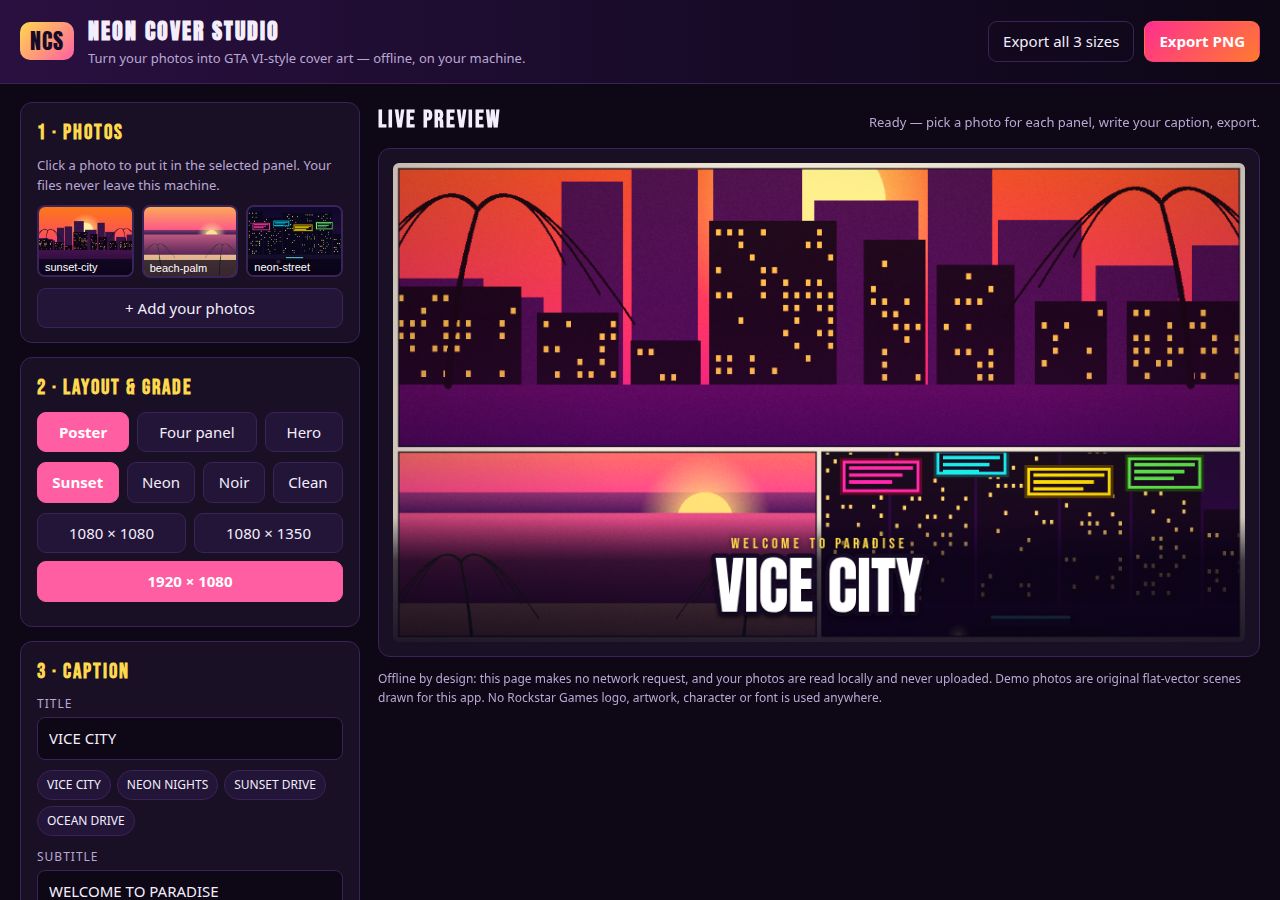 NCS
NEON COVER STUDIO
Turn your photos into GTA VI-style cover art — offline, on your machine.
Export all 3 sizes
Export PNG
1 · PHOTOS
Click a photo to put it in the selected panel. Your
files never leave this machine.
sunset-city
beach-palm
neon-street
+ Add your photos
2 · LAYOUT & GRADE
Poster
Four panel
Hero
Sunset
Neon
Noir
Clean
1080 × 1080
1080 × 1350
1920 × 1080
3 · CAPTION
TITLE
VICE CITY
VICE CITY
NEON NIGHTS
SUNSET DRIVE
OCEAN DRIVE
SUBTITLE
WELCOME TO PARADISE
LIVE PREVIEW
Ready — pick a photo for each panel, write your caption, export.
WELCOME TO PARADISE
VICE CITY
Offline by design: this page makes no network request, and your photos are read locally and never uploaded. Demo photos are original flat-vector scenes
drawn for this app. No Rockstar Games logo, artwork, character or font is used anywhere.